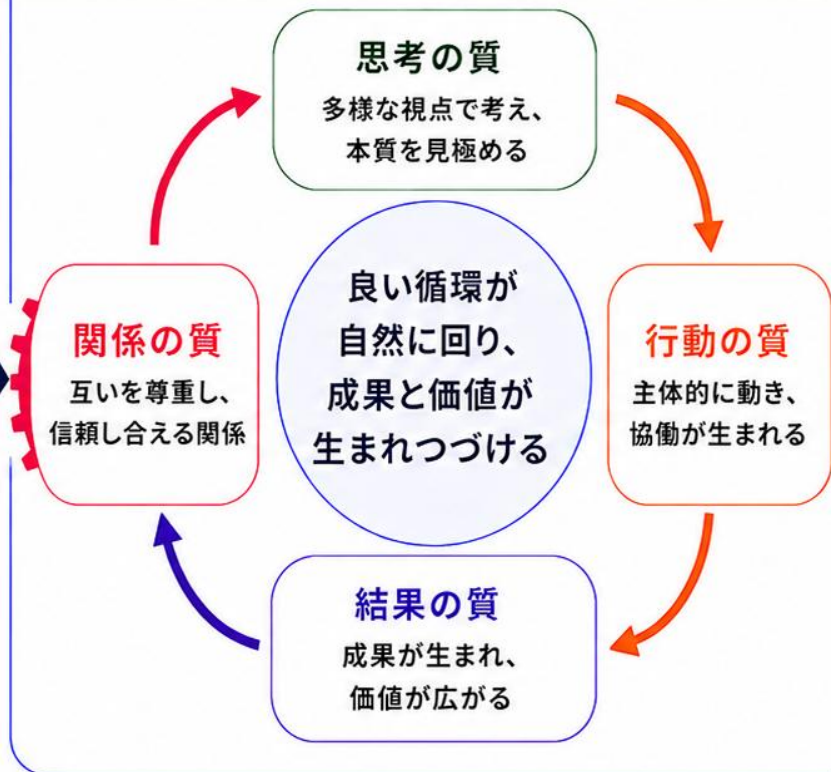 思考の質
多様な視点で考え、
本質を見極める
関係の質
互いを尊重し、
信頼し合える関係
良い循環が
自然に回り、
成果と価値が
生まれつづける
行動の質
主体的に動き、
協働が生まれる
結果の質
成果が生まれ、
価値が広がる